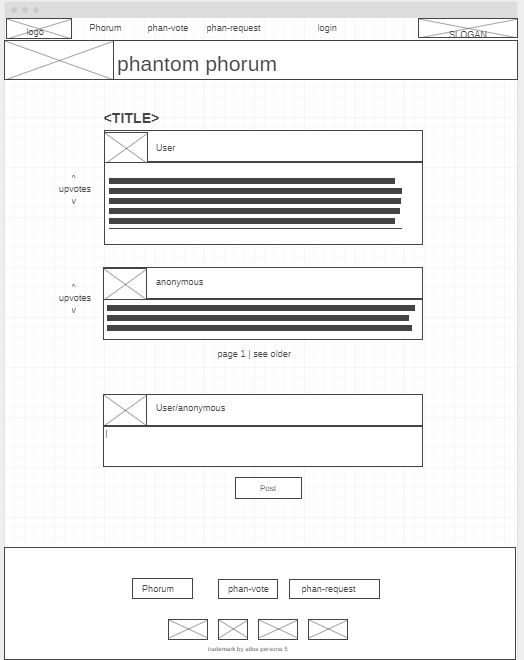 logo Phorum phan-vote phan-request login SLOGAN
phantom phorum
<TITLE>
User
^
upvotes
v
anonymous
^
upvotes
v
page 1 | see older
User/anonymous
Post
Phorum phan-vote phan-request
trademark by atlus persona 5